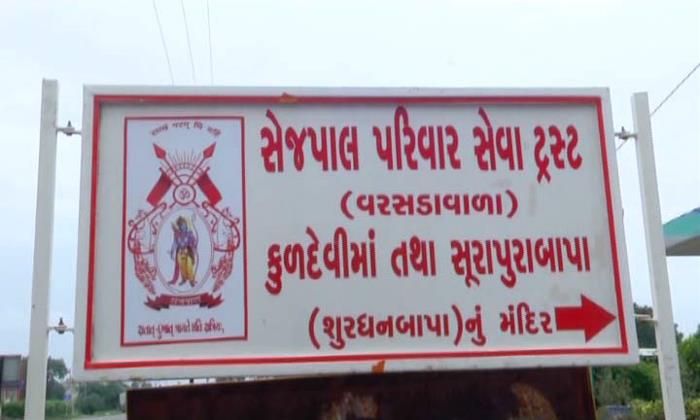 સેજપાલ પરિવાર સેવા ટ્રસ્ટ
(વરસડાવાળા)
કુળદેવીમાં તથા સૂરાપુરાબાપા
(શુરધનબાપા)નું મંદિર